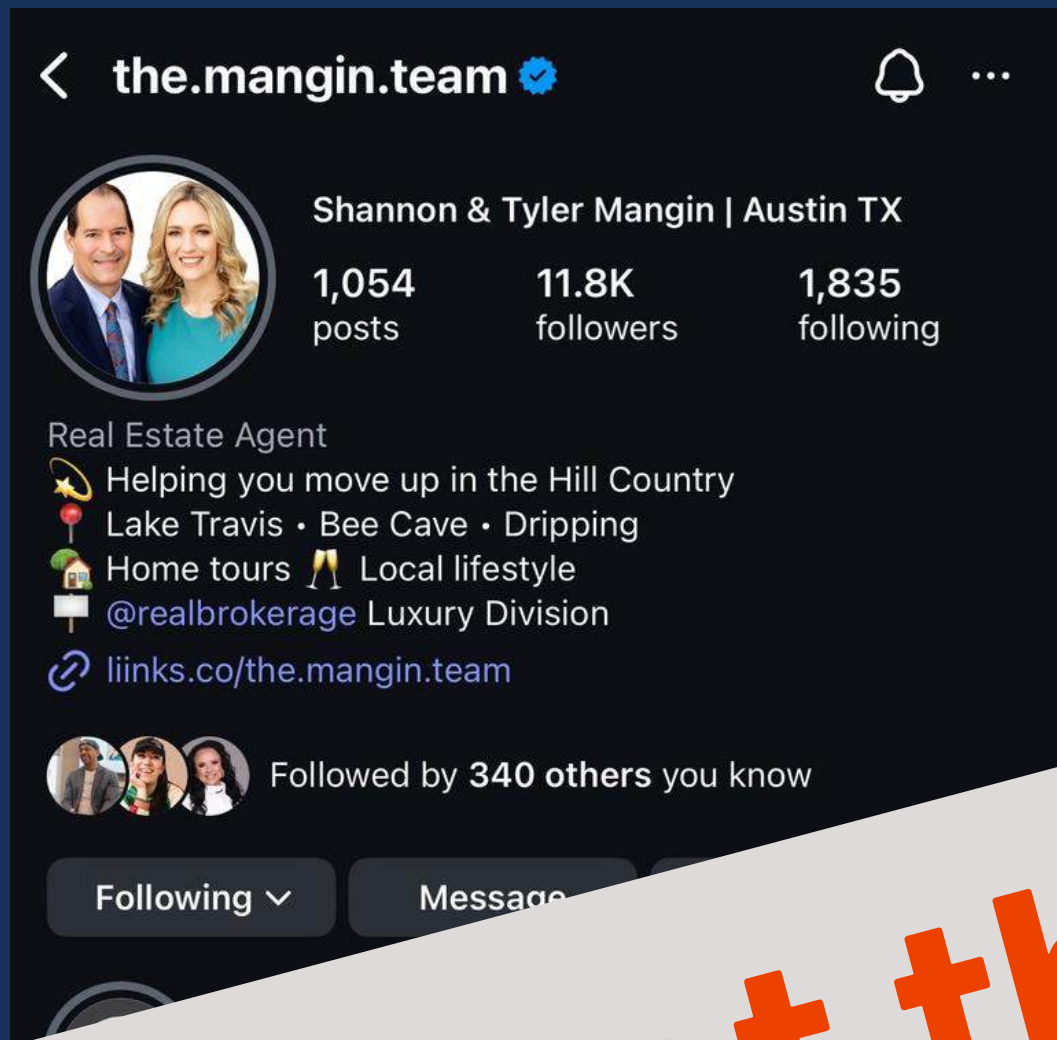 the.mangin.team
Shannon & Tyler Mangin | Austin TX
1,054 11.8K 1,835
posts followers following
Real Estate Agent
💫 Helping you move up in the Hill Country
📍 Lake Travis • Bee Cave • Dripping
🏡 Home tours 🥂 Local lifestyle
🪧 @realbrokerage Luxury Division
liinks.co/the.mangin.team
Followed by 340 others you know
Following Message